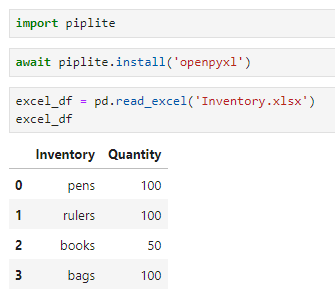 import piplite
await piplite.install('openpyxl')
excel_df = pd.read_excel('Inventory.xlsx')
excel_df
Inventory Quantity
0 pens 100
1 rulers 100
2 books 50
3 bags 100